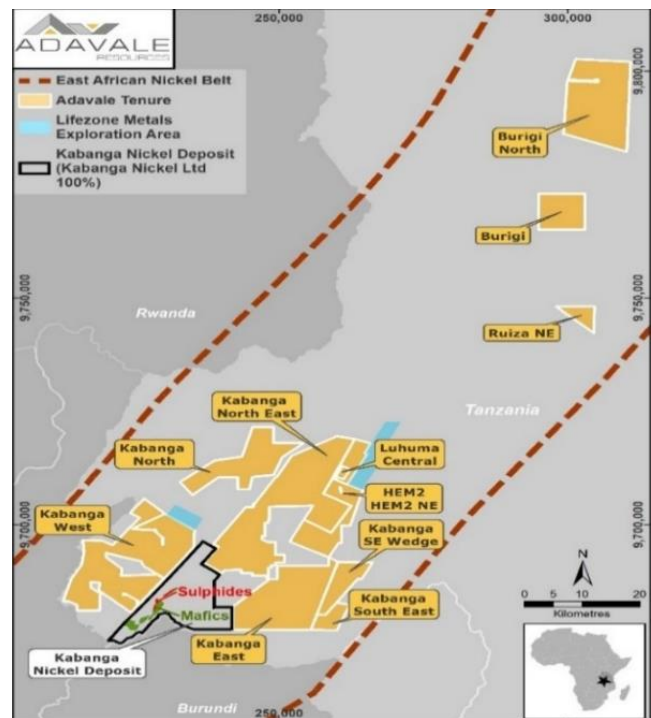 ADAVALE
RESOURCES
East African Nickel Belt
Adavale Tenure
Lifezone Metals
Exploration Area
Kabanga Nickel Deposit
(Kabanga Nickel Ltd
100%)
250,000
300,000
9,800,000
9,800,000
Burigi
North
Burigi
9,750,000
9,750,000
Ruiza NE
Rwanda
Tanzania
Kabanga
North East
Kabanga
North
Luhuma
Central
HEM2
HEM2 NE
Kabanga
West
Kabanga
SE Wedge
9,700,000
9,700,000
Sulphides
Mafics
Kabanga
South East
Kabanga
East
Kabanga
Nickel Deposit
N
0 10 20
Kilometres
Burundi
250,000